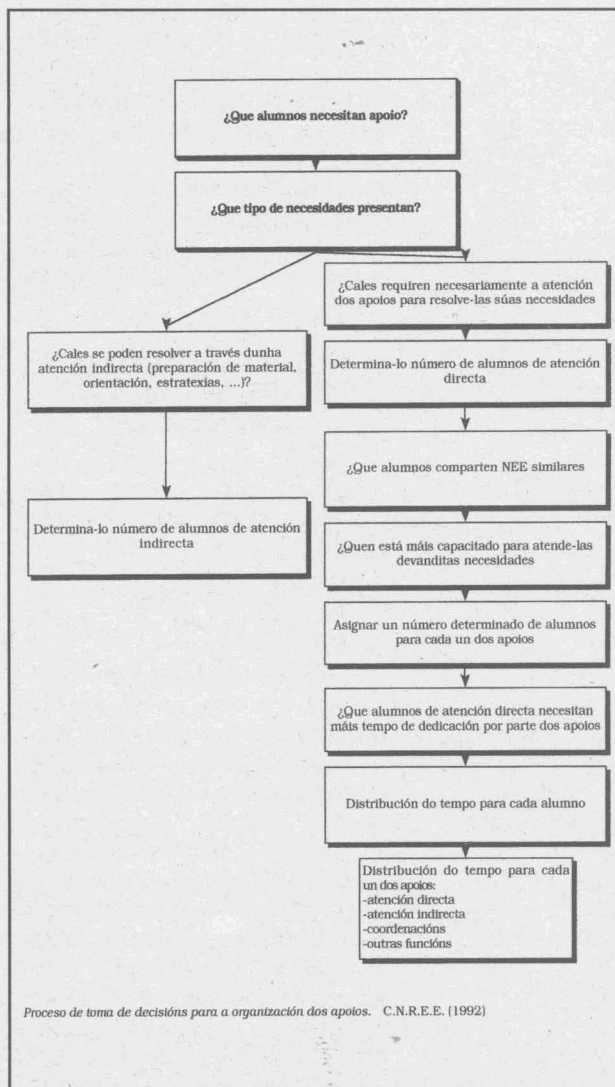 ¿Que alumnos necesitan apoio?
¿Que tipo de necesidades presentan?
¿Cales requiren necesariamente a atención
dos apoios para resolve-las súas necesidades
¿Cales se poden resolver a través dunha
atención indirecta (preparación de material,
orientación, estratexias, ...)?
Determina-lo número de alumnos de atención
directa
¿Que alumnos comparten NEE similares
Determina-lo número de alumnos de atención
indirecta
¿Quen está máis capacitado para atende-las
devanditas necesidades
Asignar un número determinado de alumnos
para cada un dos apoios
¿Que alumnos de atención directa necesitan
máis tempo de dedicación por parte dos apoios
Distribución do tempo para cada alumno
Distribución do tempo para cada
un dos apoios:
-atención directa
-atención indirecta
-coordenacións
-outras funcións
Proceso de toma de decisións para a organización dos apoios. C.N.R.E.E. (1992)